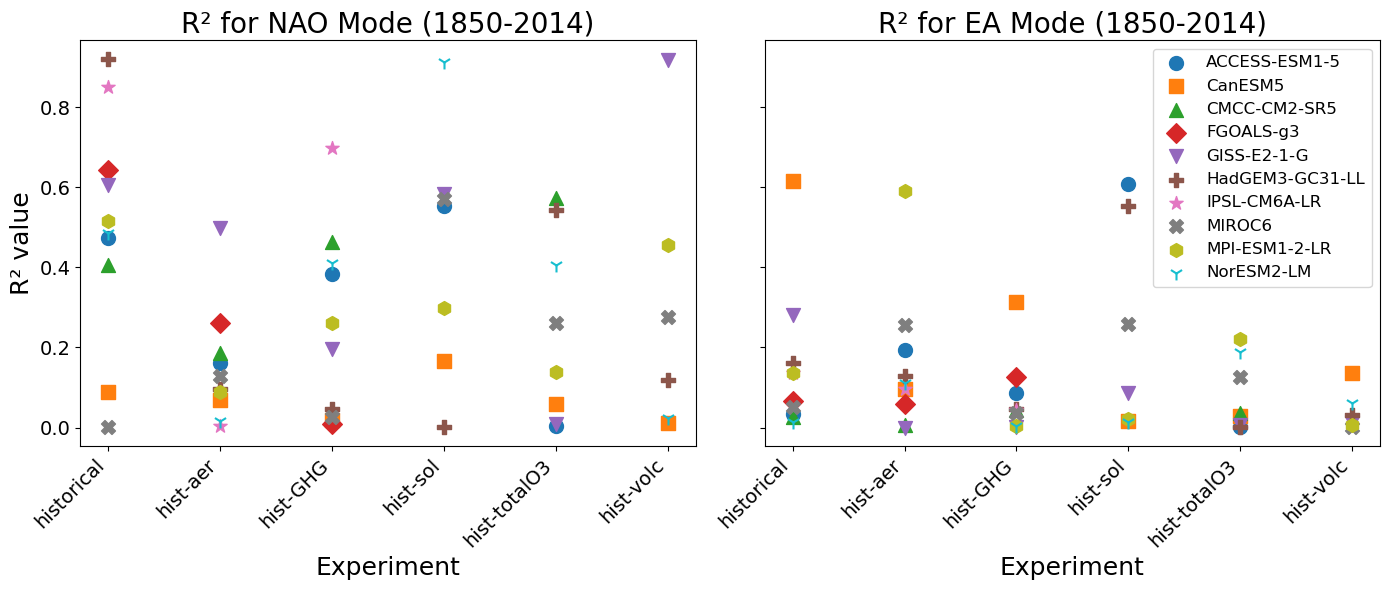 R² for NAO Mode (1850-2014)
R² value
0.8
0.6
0.4
0.2
0.0
historical
hist-aer
hist-GHG
hist-sol
hist-totalO3
hist-volc
Experiment
R² for EA Mode (1850-2014)
ACCESS-ESM1-5
CanESM5
CMCC-CM2-SR5
FGOALS-g3
GISS-E2-1-G
HadGEM3-GC31-LL
IPSL-CM6A-LR
MIROC6
MPI-ESM1-2-LR
NorESM2-LM
historical
hist-aer
hist-GHG
hist-sol
hist-totalO3
hist-volc
Experiment